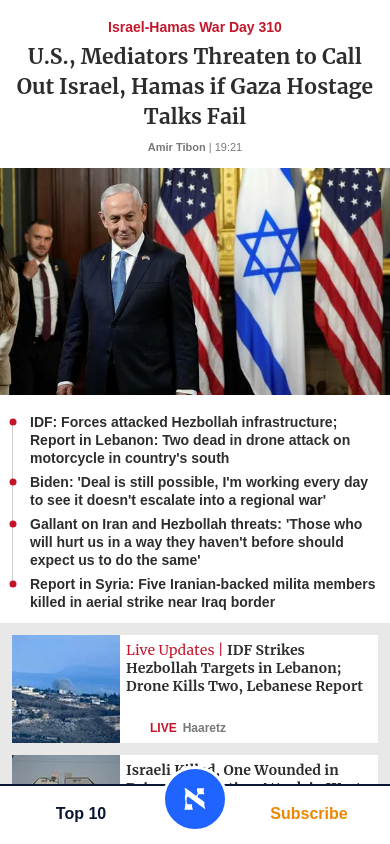 Israel-Hamas War Day 310
U.S., Mediators Threaten to Call
Out Israel, Hamas if Gaza Hostage
Talks Fail
Amir Tibon | 19:21
IDF: Forces attacked Hezbollah infrastructure;
Report in Lebanon: Two dead in drone attack on
motorcycle in country's south
Biden: 'Deal is still possible, I'm working every day
to see it doesn't escalate into a regional war'
Gallant on Iran and Hezbollah threats: 'Those who
will hurt us in a way they haven't before should
expect us to do the same'
Report in Syria: Five Iranian-backed milita members
killed in aerial strike near Iraq border
Live Updates | IDF Strikes
Hezbollah Targets in Lebanon;
Drone Kills Two, Lebanese Report
LIVE Haaretz
Israeli Killed, One Wounded in
Top 10
Subscribe